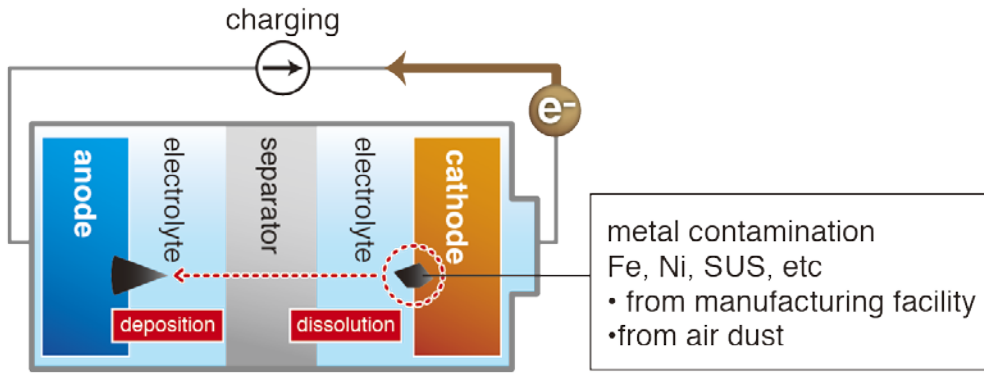 charging
e-
anode
electrolyte
separator
electrolyte
cathode
metal contamination
Fe, Ni, SUS, etc
• from manufacturing facility
•from air dust
deposition
dissolution